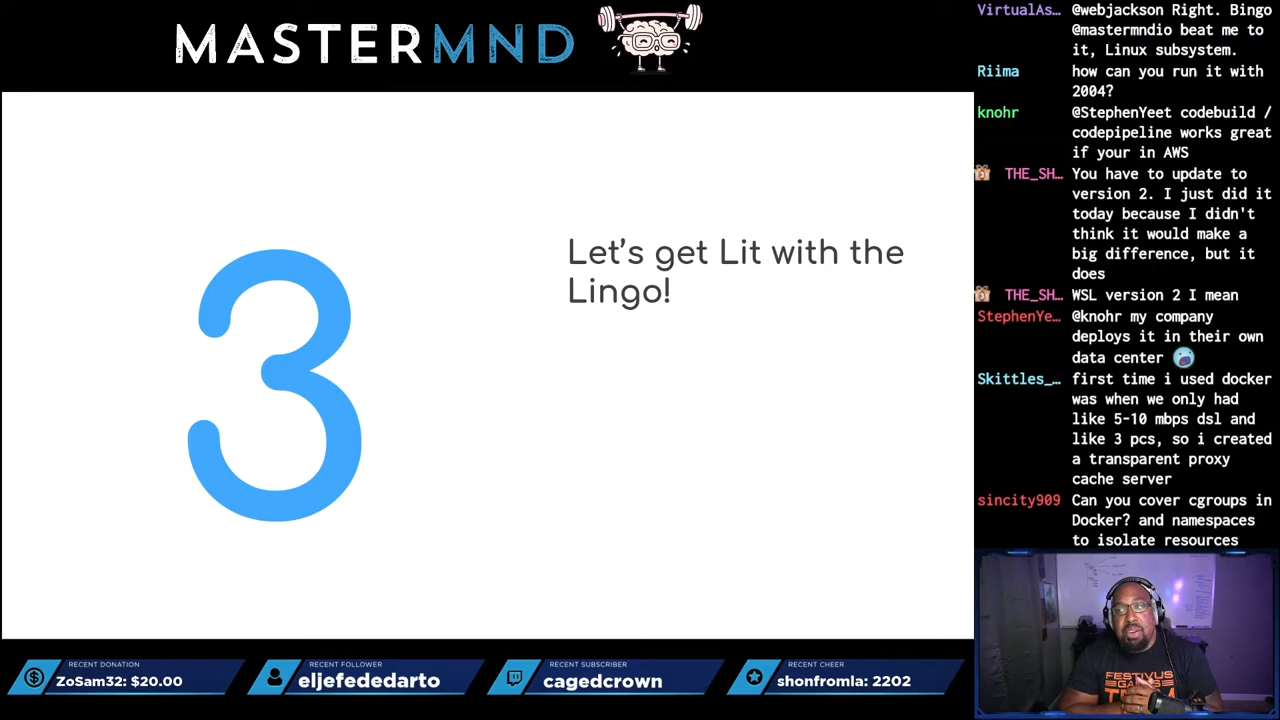 MASTERMND
3
Let's get Lit with the
Lingo!
VirtualAs… @webjackson Right. Bingo
@mastermndio beat me to
it, Linux subsystem.
Riima how can you run it with
2004?
knohr @StephenYeet codebuild /
codepipeline works great
if your in AWS
THE_SH… You have to update to
version 2. I just did it
today because I didn't
think it would make a
big difference, but it
does
THE_SH… WSL version 2 I mean
StephenYe… @knohr my company
deploys it in their own
data center
Skittles_… first time i used docker
was when we only had
like 5-10 mbps dsl and
like 3 pcs, so i created
a transparent proxy
cache server
sincity909 Can you cover cgroups in
Docker? and namespaces
to isolate resources
FESTIVUS
RECENT DONATION
ZoSam32: $20.00
RECENT FOLLOWER
eljefededarto
RECENT SUBSCRIBER
cagedcrown
RECENT CHEER
shonfromla: 2202